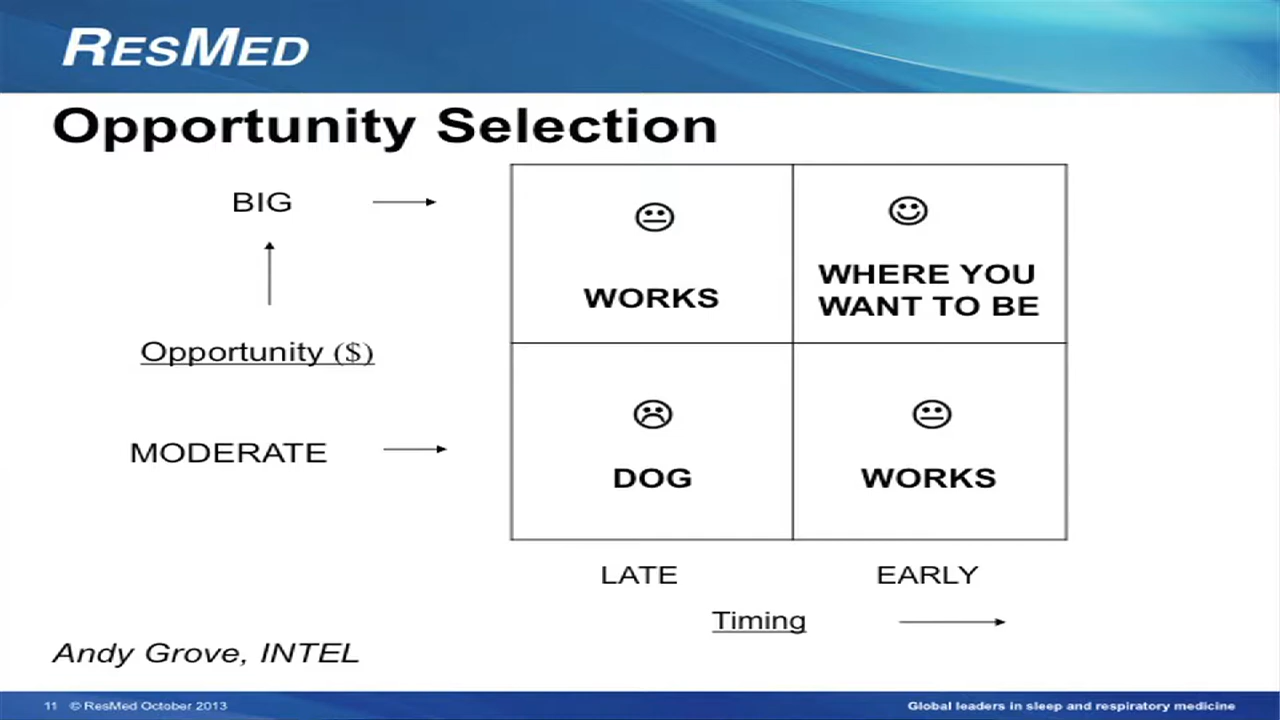 RESMED
Opportunity Selection
BIG
WORKS
WHERE YOU
WANT TO BE
Opportunity ($)
MODERATE
DOG
WORKS
LATE
EARLY
Timing
Andy Grove, INTEL
11 © ResMed October 2013
Global leaders in sleep and respiratory medicine